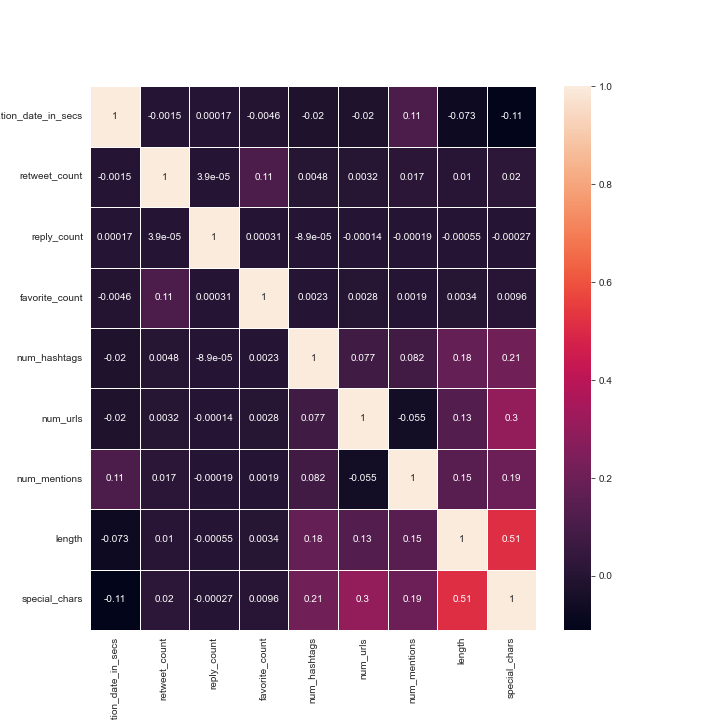 tion_date_in_secs 1 -0.0015 0.00017 -0.0046 -0.02 -0.02 0.11 -0.073 -0.11
retweet_count -0.0015 1 3.9e-05 0.11 0.0048 0.0032 0.017 0.01 0.02
reply_count 0.00017 3.9e-05 1 0.00031 -8.9e-05 -0.00014 -0.00019 -0.00055 -0.00027
favorite_count -0.0046 0.11 0.00031 1 0.0023 0.0028 0.0019 0.0034 0.0096
num_hashtags -0.02 0.0048 -8.9e-05 0.0023 1 0.077 0.082 0.18 0.21
num_urls -0.02 0.0032 -0.00014 0.0028 0.077 1 -0.055 0.13 0.3
num_mentions 0.11 0.017 -0.00019 0.0019 0.082 -0.055 1 0.15 0.19
length -0.073 0.01 -0.00055 0.0034 0.18 0.13 0.15 1 0.51
special_chars -0.11 0.02 -0.00027 0.0096 0.21 0.3 0.19 0.51 1
tion_date_in_secs
retweet_count
reply_count
favorite_count
num_hashtags
num_urls
num_mentions
length
special_chars
1.0
0.8
0.6
0.4
0.2
0.0